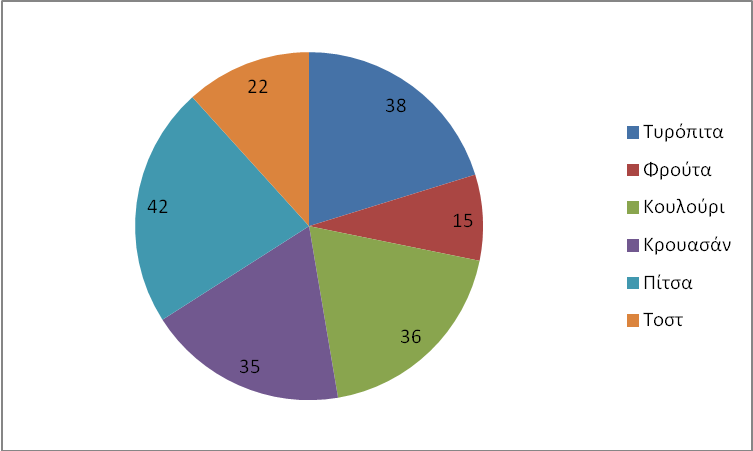 38
15
36
35
42
22
Τυρόπιτα
Φρούτα
Κουλούρι
Κρουασάν
Πίτσα
Τοστ